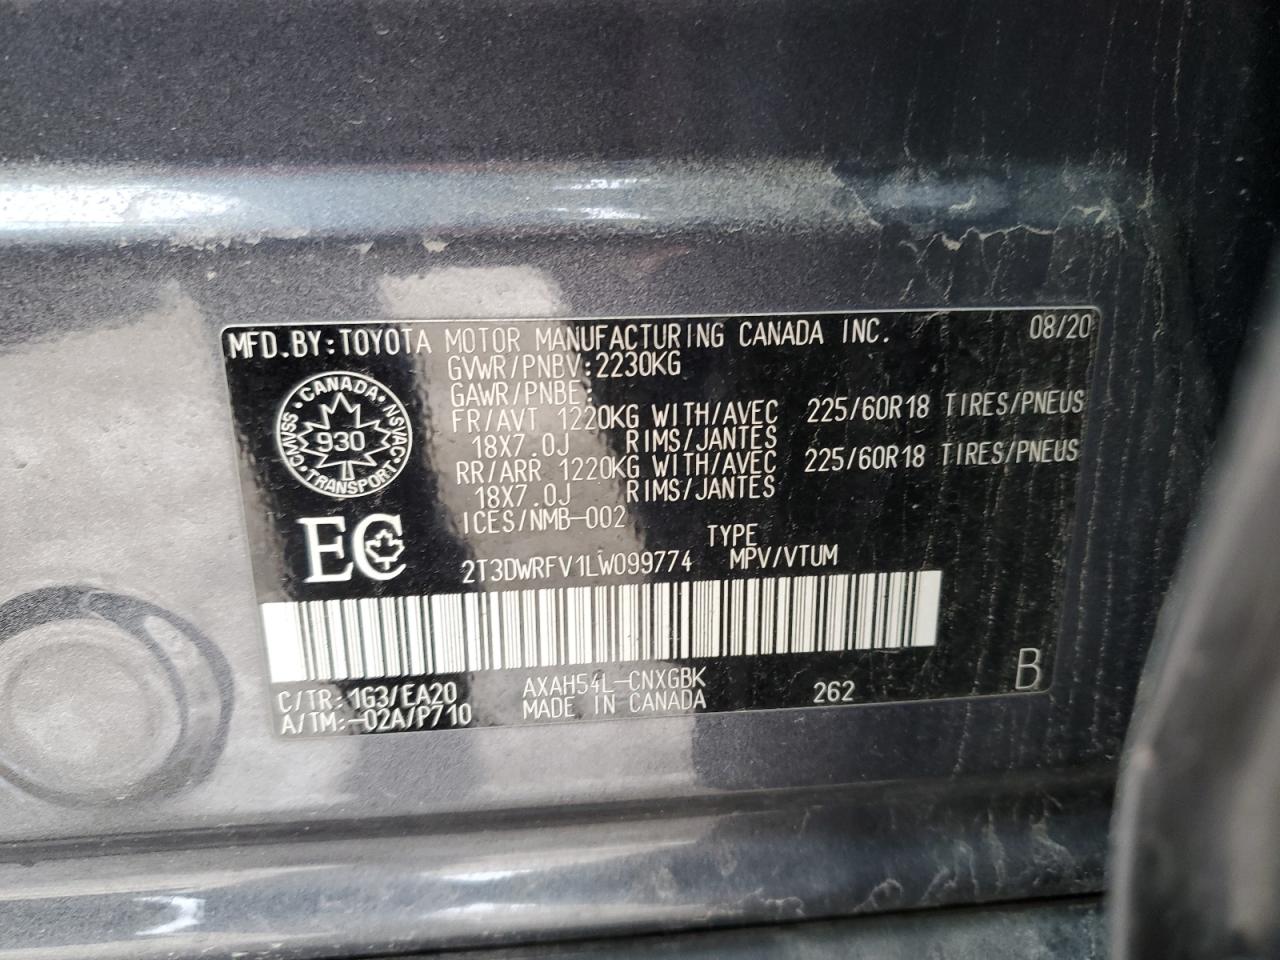 MFD.BY:TOYOTA MOTOR MANUFACTURING CANADA INC. 08/20
GVWR/PNBV:2230KG
GAWR/PNBE:
FR/AVT 1220KG WITH/AVEC 225/60R18 TIRES/PNEUS
18X7.0J RIMS/JANTES
RR/ARR 1220KG WITH/AVEC 225/60R18 TIRES/PNEUS
18X7.0J RIMS/JANTES
ICES/NMB-002
CANADA
CMVSS 930 NSVAC
TRANSPORT
EC
TYPE
2T3DWRFV1LW099774 MPV/VTUM
C/TR:1G3/EA20 AXAH54L-CNXGBK 262 B
A/TM:-02A/P710 MADE IN CANADA